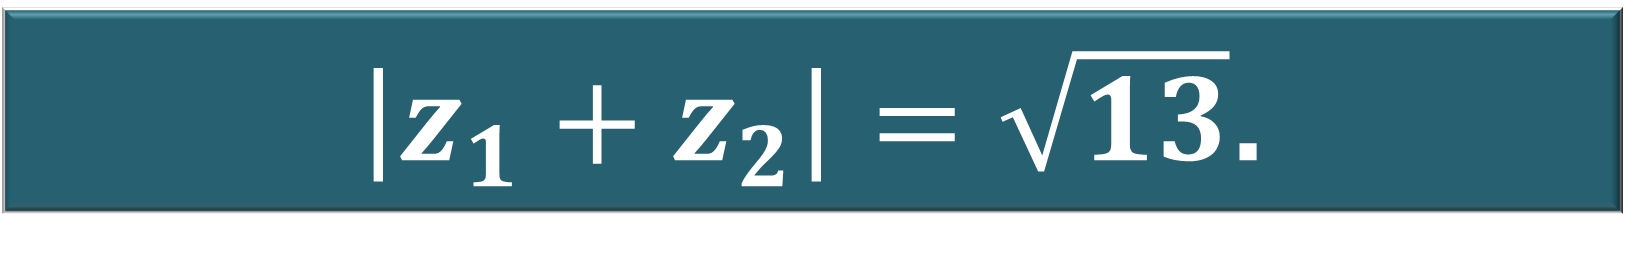 |z₁ + z₂| = √13.